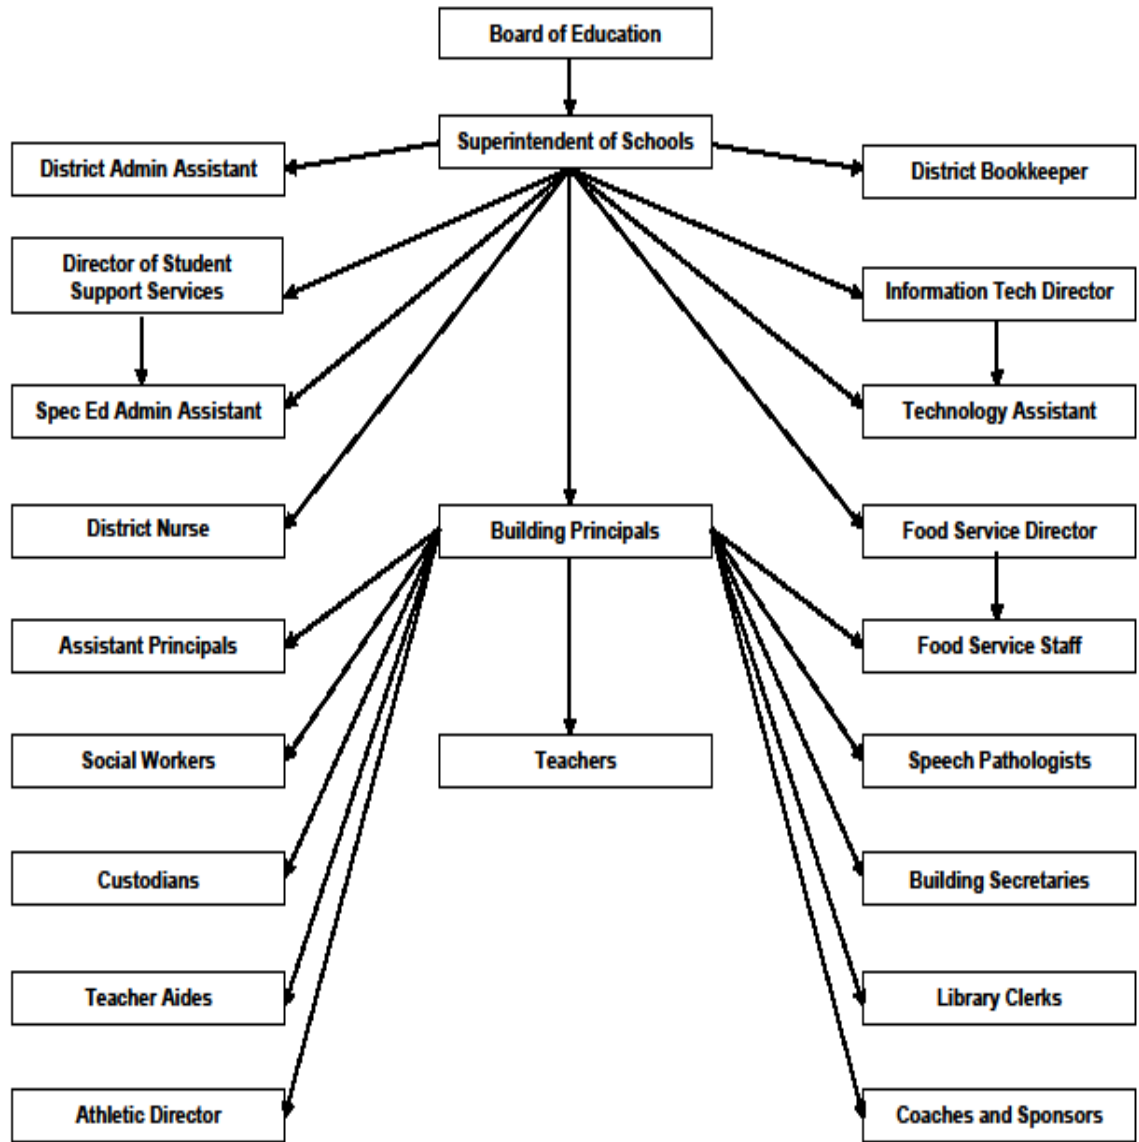 Board of Education
Superintendent of Schools
District Admin Assistant
District Bookkeeper
Director of Student
Support Services
Information Tech Director
Spec Ed Admin Assistant
Technology Assistant
District Nurse
Building Principals
Food Service Director
Assistant Principals
Food Service Staff
Social Workers
Teachers
Speech Pathologists
Custodians
Building Secretaries
Teacher Aides
Library Clerks
Athletic Director
Coaches and Sponsors